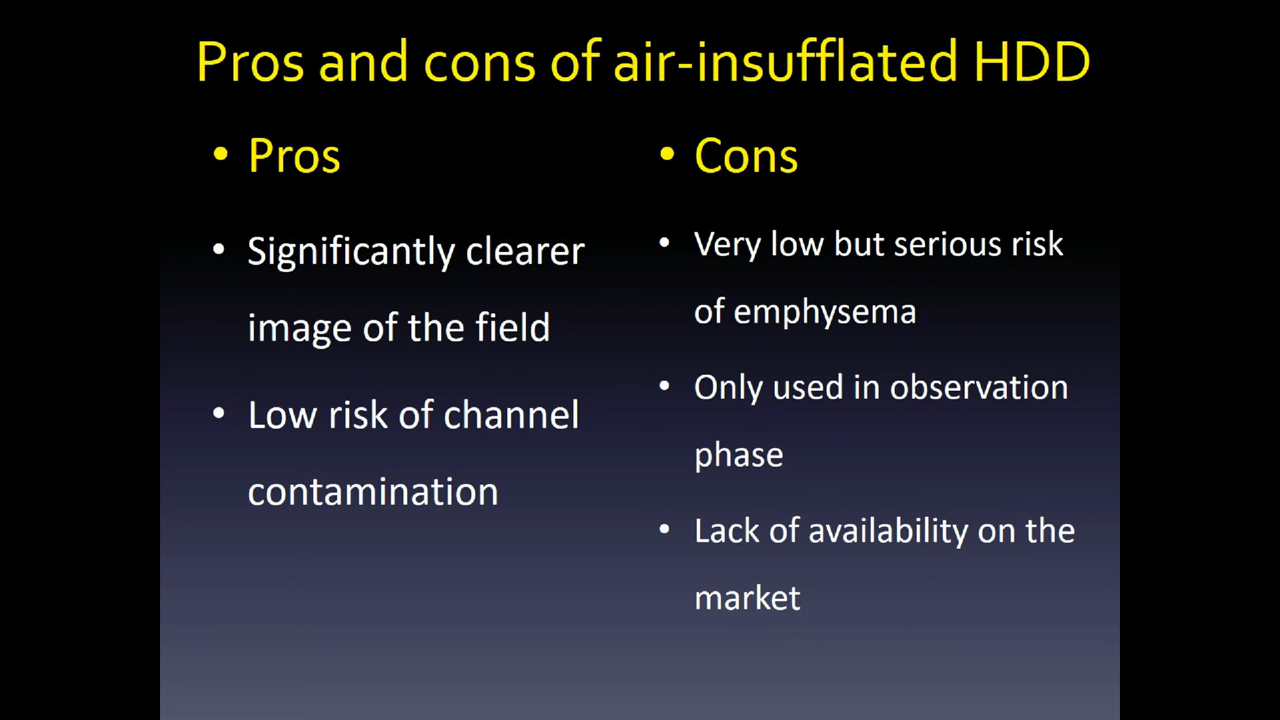 Pros and cons of air-insufflated HDD
• Pros
• Significantly clearer
image of the field
• Low risk of channel
contamination
• Cons
• Very low but serious risk
of emphysema
• Only used in observation
phase
• Lack of availability on the
market